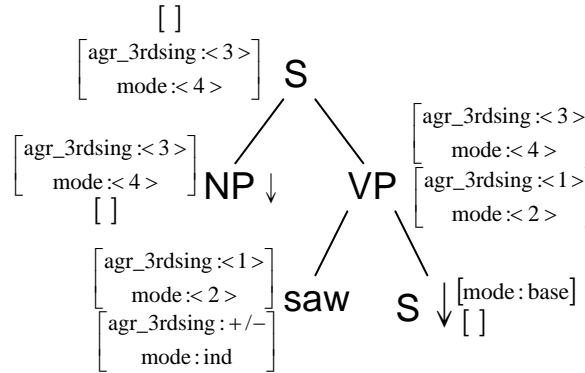 [ ]
[agr_3rdsing:< 3 >
mode:< 4 >]
S
[agr_3rdsing:< 3 >
mode:< 4 >]
[ ]
NP ↓
VP
[agr_3rdsing:< 3 >
mode:< 4 >]
[agr_3rdsing:< 1 >
mode:< 2 >]
[agr_3rdsing:< 1 >
mode:< 2 >]
[agr_3rdsing: + / −
mode: ind]
saw
S ↓
[mode: base]
[ ]